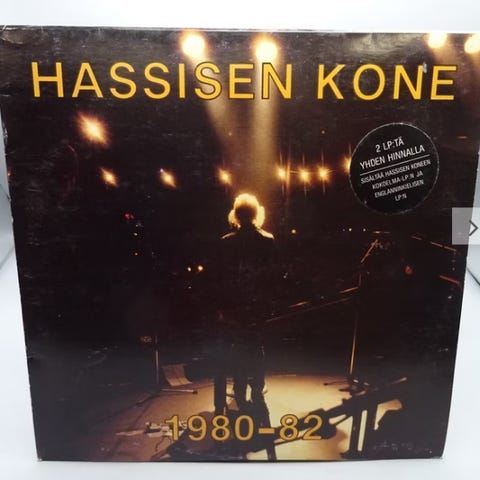 HASSISEN KONE
2 LP:TÄ
YHDEN HINNALLA
SISÄLTÄÄ HASSISEN KONEEN
KOKOELMA-LP:N JA
ENGLANNINKIELISEN
LP:N
1980-82